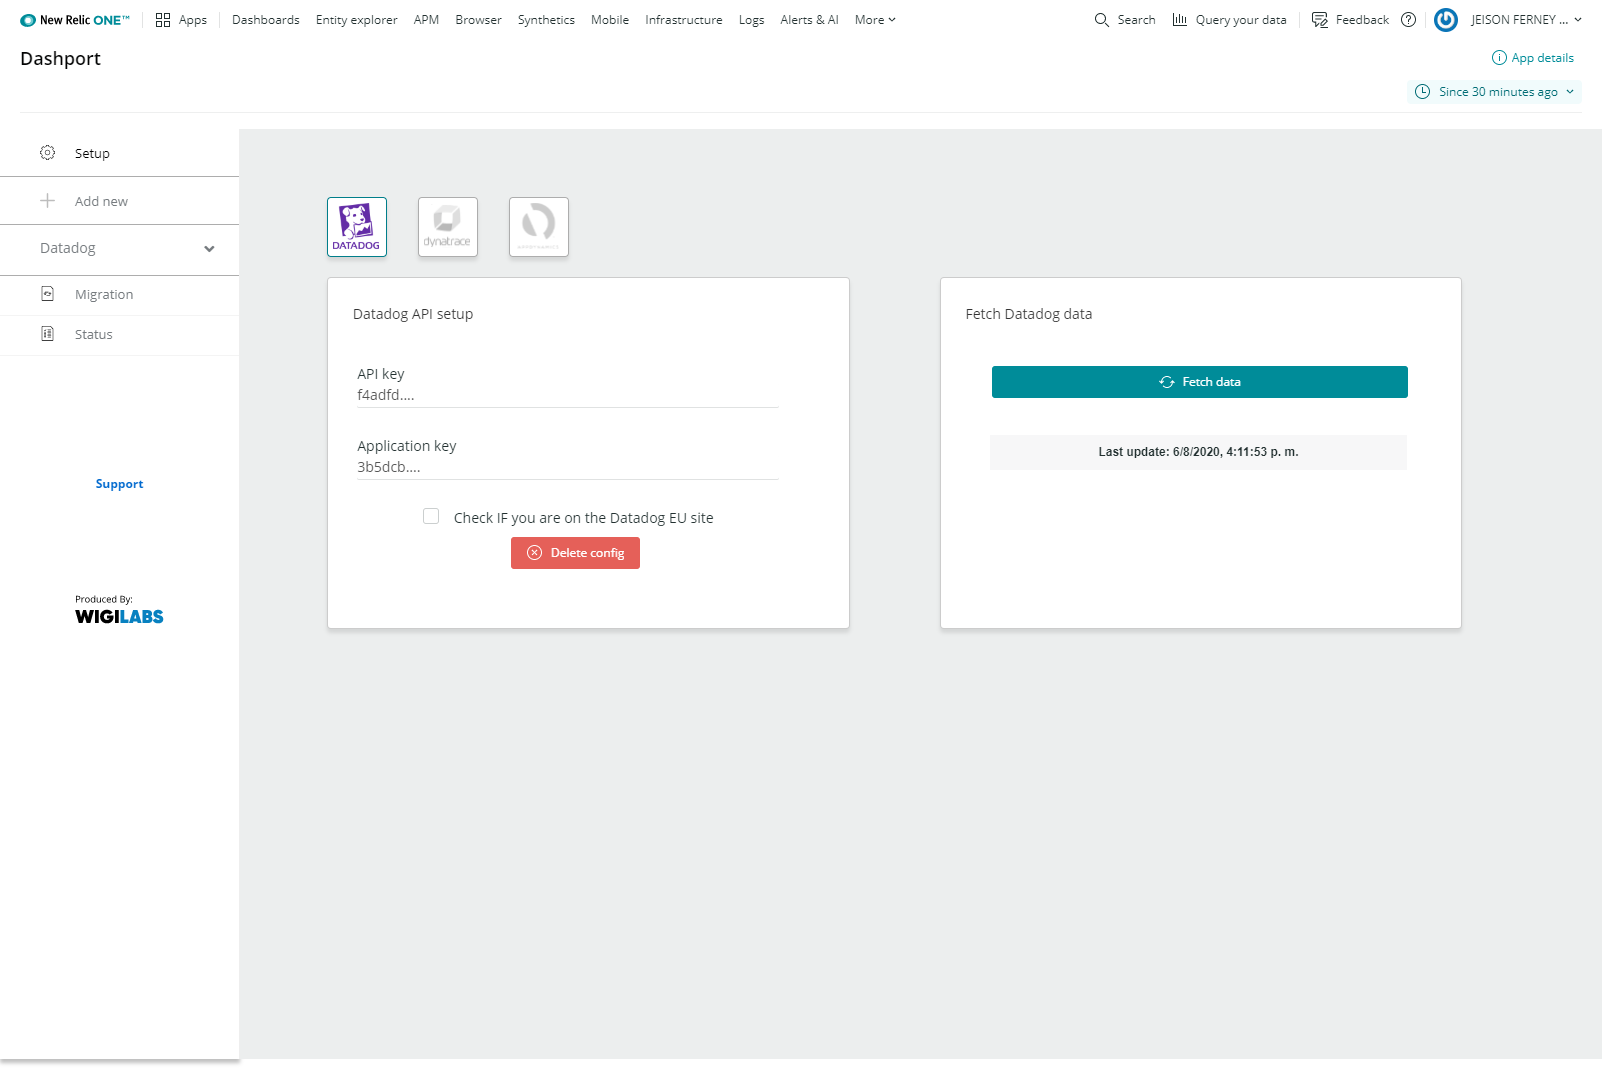 New Relic ONE™ Apps Dashboards Entity explorer APM Browser Synthetics Mobile Infrastructure Logs Alerts & AI More Search Query your data Feedback ? JEISON FERNEY ...
Dashport
App details
Since 30 minutes ago
Setup
Add new
Datadog
Migration
Status
Support
Produced By:
WIGILABS
DATADOG
dynatrace
APPDYNAMICS
Datadog API setup
API key
f4adfd....
Application key
3b5dcb....
Check IF you are on the Datadog EU site
Delete config
Fetch Datadog data
Fetch data
Last update: 6/8/2020, 4:11:53 p. m.